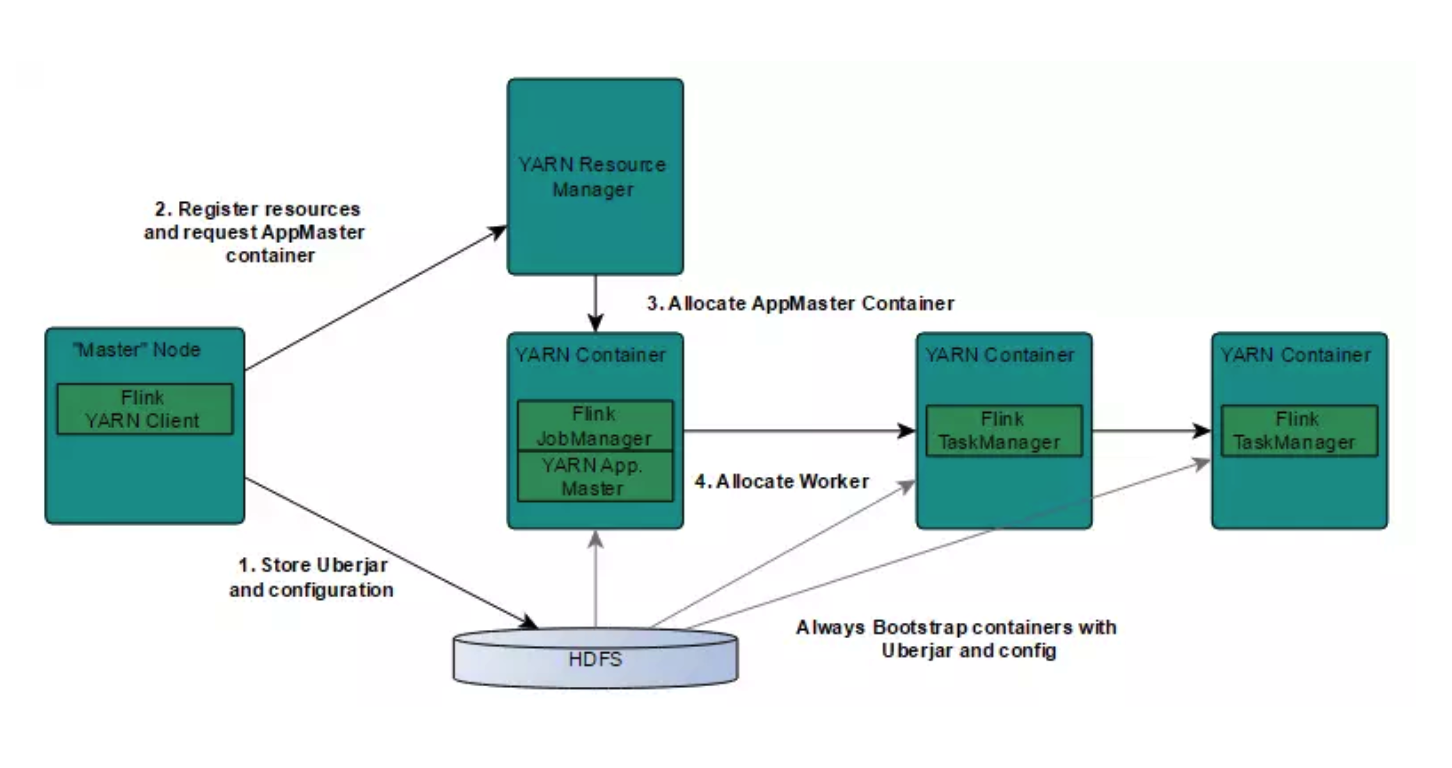 YARN Resource
Manager
2. Register resources
and request AppMaster
container
3. Allocate AppMaster Container
"Master" Node
Flink
YARN Client
YARN Container
Flink
JobManager
YARN App.
Master
4. Allocate Worker
YARN Container
Flink
TaskManager
YARN Container
Flink
TaskManager
1. Store Uberjar
and configuration
HDFS
Always Bootstrap containers with
Uberjar and config